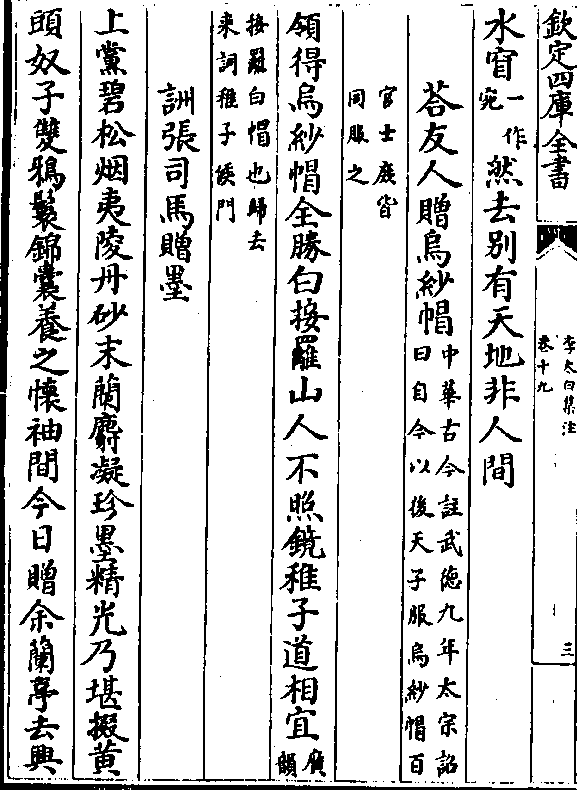 欽定四庫全書
李太白集注
卷十九
三
水窅一作宛然去别有天地非人間
荅友人贈烏紗帽中華古今註武徳九年太宗詔曰自今以後天子服烏紗帽百
官士庶皆同服之
領得烏紗帽全勝白接䍦山人不照鏡稚子道相宜廣韻
接䍦白帽也歸去来詞稚子候門
詶張司馬贈墨
上黨碧松烟夷陵丹砂末蘭麝凝珍墨精光乃堪掇黄
頭奴子雙鴉鬟錦囊養之懐袖間今日贈余蘭亭去興